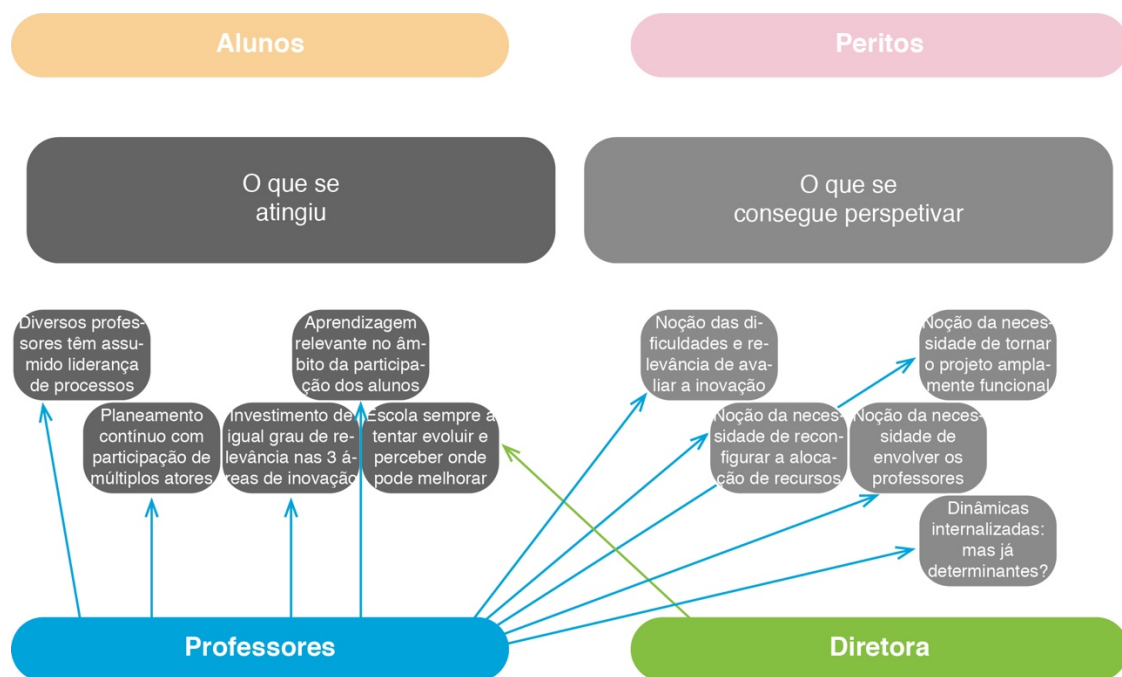 Alunos
Peritos
O que se
atingiu
O que se
consegue perspetivar
Diversos profes-
sores têm assu-
mido liderança
de processos
Aprendizagem
relevante no âm-
bito da participa-
ção dos alunos
Noção das di-
ficuldades e re-
levância de ava-
liar a inovação
Noção da neces-
sidade de tornar
o projeto ampla-
mente funcional
Planeamento
contínuo com
participação de
múltiplos atores
Investimento de
igual grau de re-
levância nas 3 á-
reas de inovação
Escola sempre a
tentar evoluir e
perceber onde
pode melhorar
Noção da neces-
sidade de recon-
figurar a aloca-
ção de recursos
Noção da neces-
sidade de
envolver os
professores
Dinâmicas
internalizadas:
mas já
determinantes?
Professores
Diretora